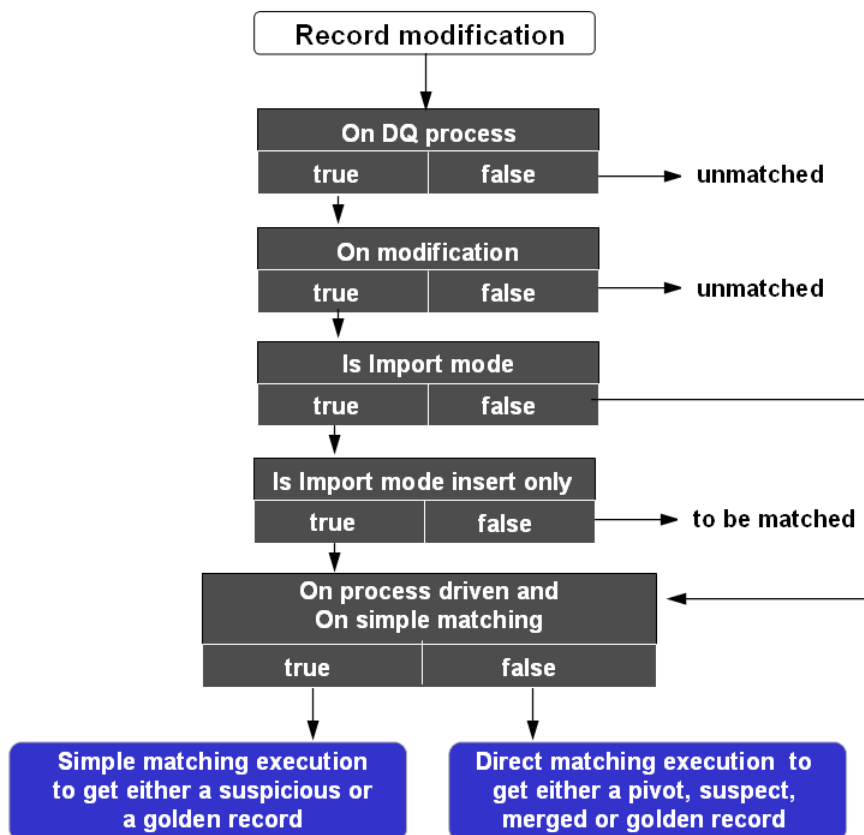 Record modification
On DQ process
true false unmatched
On modification
true false unmatched
Is Import mode
true false
Is Import mode insert only
true false to be matched
On process driven and
On simple matching
true false
Simple matching execution
to get either a suspicious or
a golden record
Direct matching execution to
get either a pivot, suspect,
merged or golden record